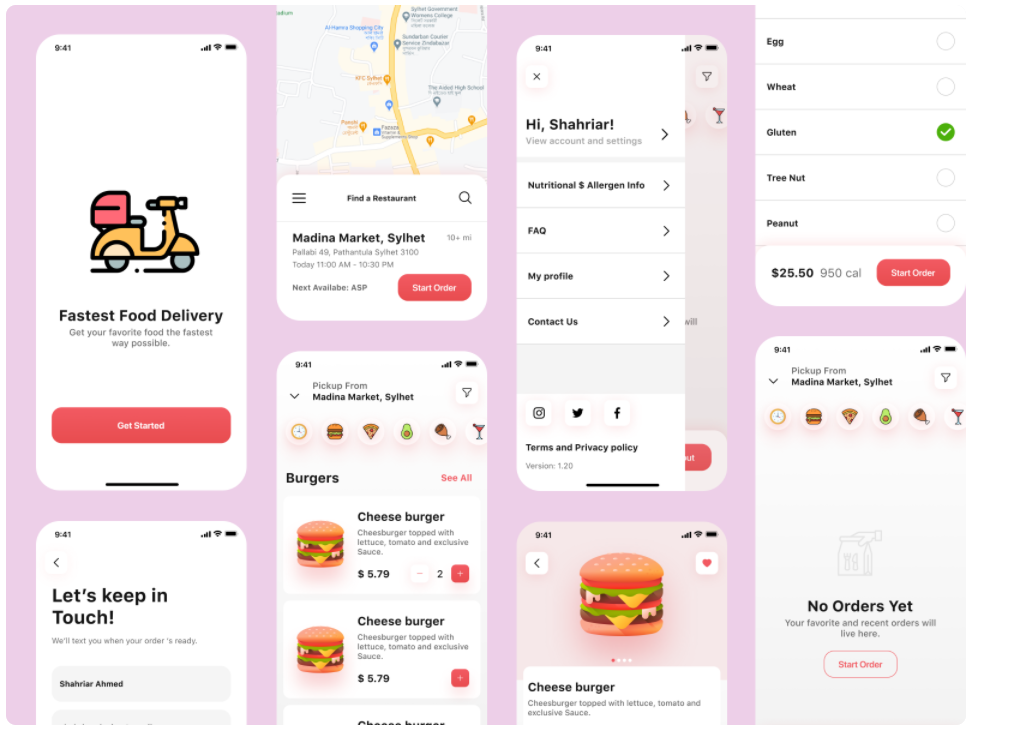 9:41
Fastest Food Delivery
Get your favorite food the fastest
way possible.
Get Started
9:41
Let's keep in
Touch!
We'll text you when your order 's ready.
Shahriar Ahmed
Sylhet Government
Womens College
Al-Hamra Shopping City
Sundarban Courier
Service Zindabazar
KFC Sylhet
The Aided High School
Panshi
Fazaza
Find a Restaurant
Madina Market, Sylhet
10+ mi
Pallabi 49, Pathantula Sylhet 3100
Today 11:00 AM - 10:30 PM
Next Availabe: ASP
Start Order
9:41
Pickup From
Madina Market, Sylhet
Burgers
See All
Cheese burger
Cheesburger topped with
lettuce, tomato and exclusive
Sauce.
$ 5.79
− 2 +
Cheese burger
Cheesburger topped with
lettuce, tomato and exclusive
Sauce.
$ 5.79
+
Cheese burger
9:41
Hi, Shahriar!
View account and settings
Nutritional $ Allergen Info
FAQ
My profile
Contact Us
will
Terms and Privacy policy
Version: 1.20
ut
9:41
Cheese burger
Cheesburger topped with lettuce, tomato and
exclusive Sauce.
Egg
Wheat
Gluten
Tree Nut
Peanut
$25.50 950 cal
Start Order
9:41
Pickup From
Madina Market, Sylhet
No Orders Yet
Your favorite and recent orders will
live here.
Start Order